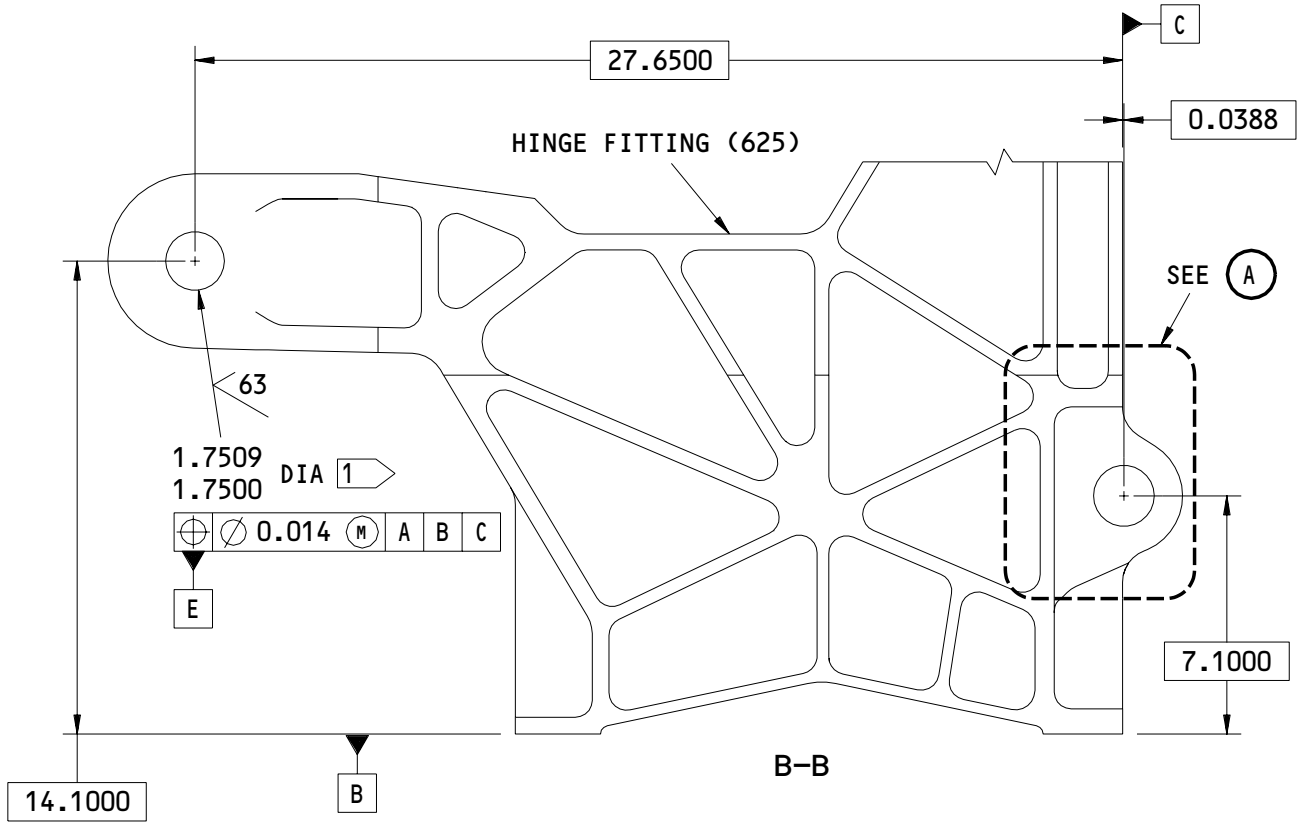 C
27.6500
0.0388
HINGE FITTING (625)
SEE A
63
1.7509
1.7500
DIA 1
⌖ ⌀ 0.014 Ⓜ A B C
E
7.1000
B
B-B
14.1000